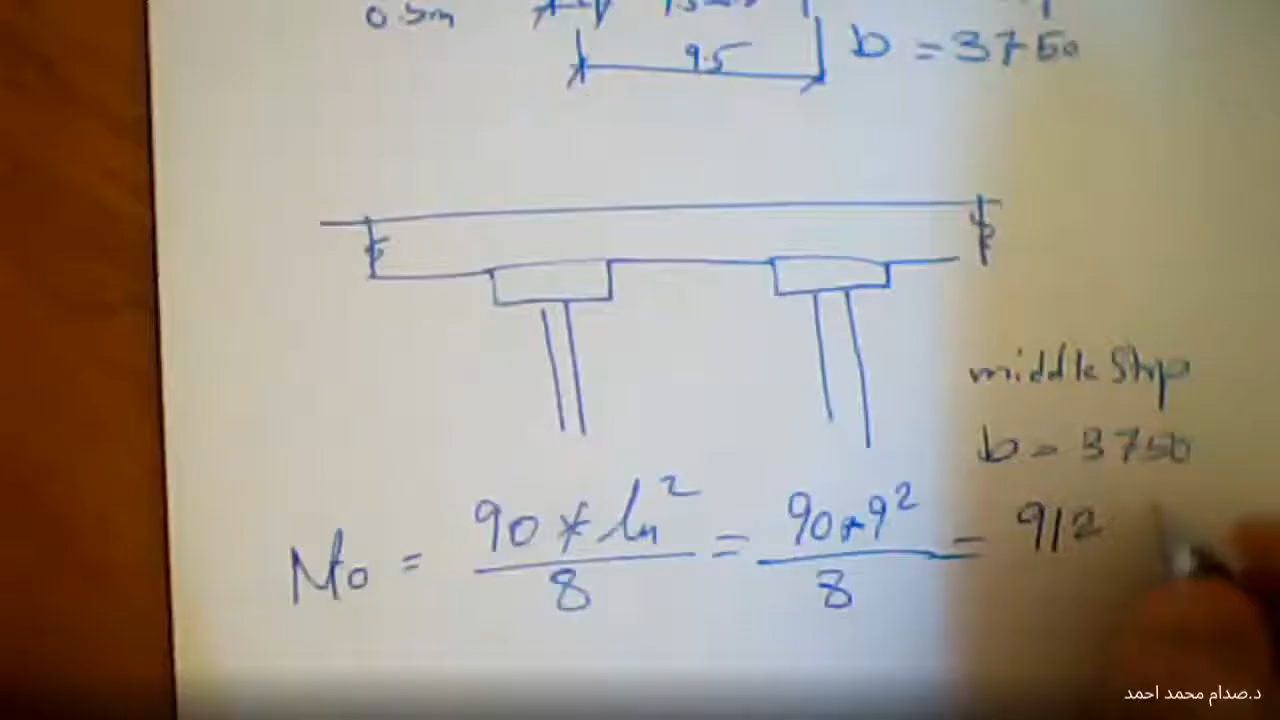 0.5m
9.5
b = 3750
middle Strip
b = 3750
Mo = 90 * ln² / 8 = 90 * 9² / 8 = 912
د.صدام محمد احمد